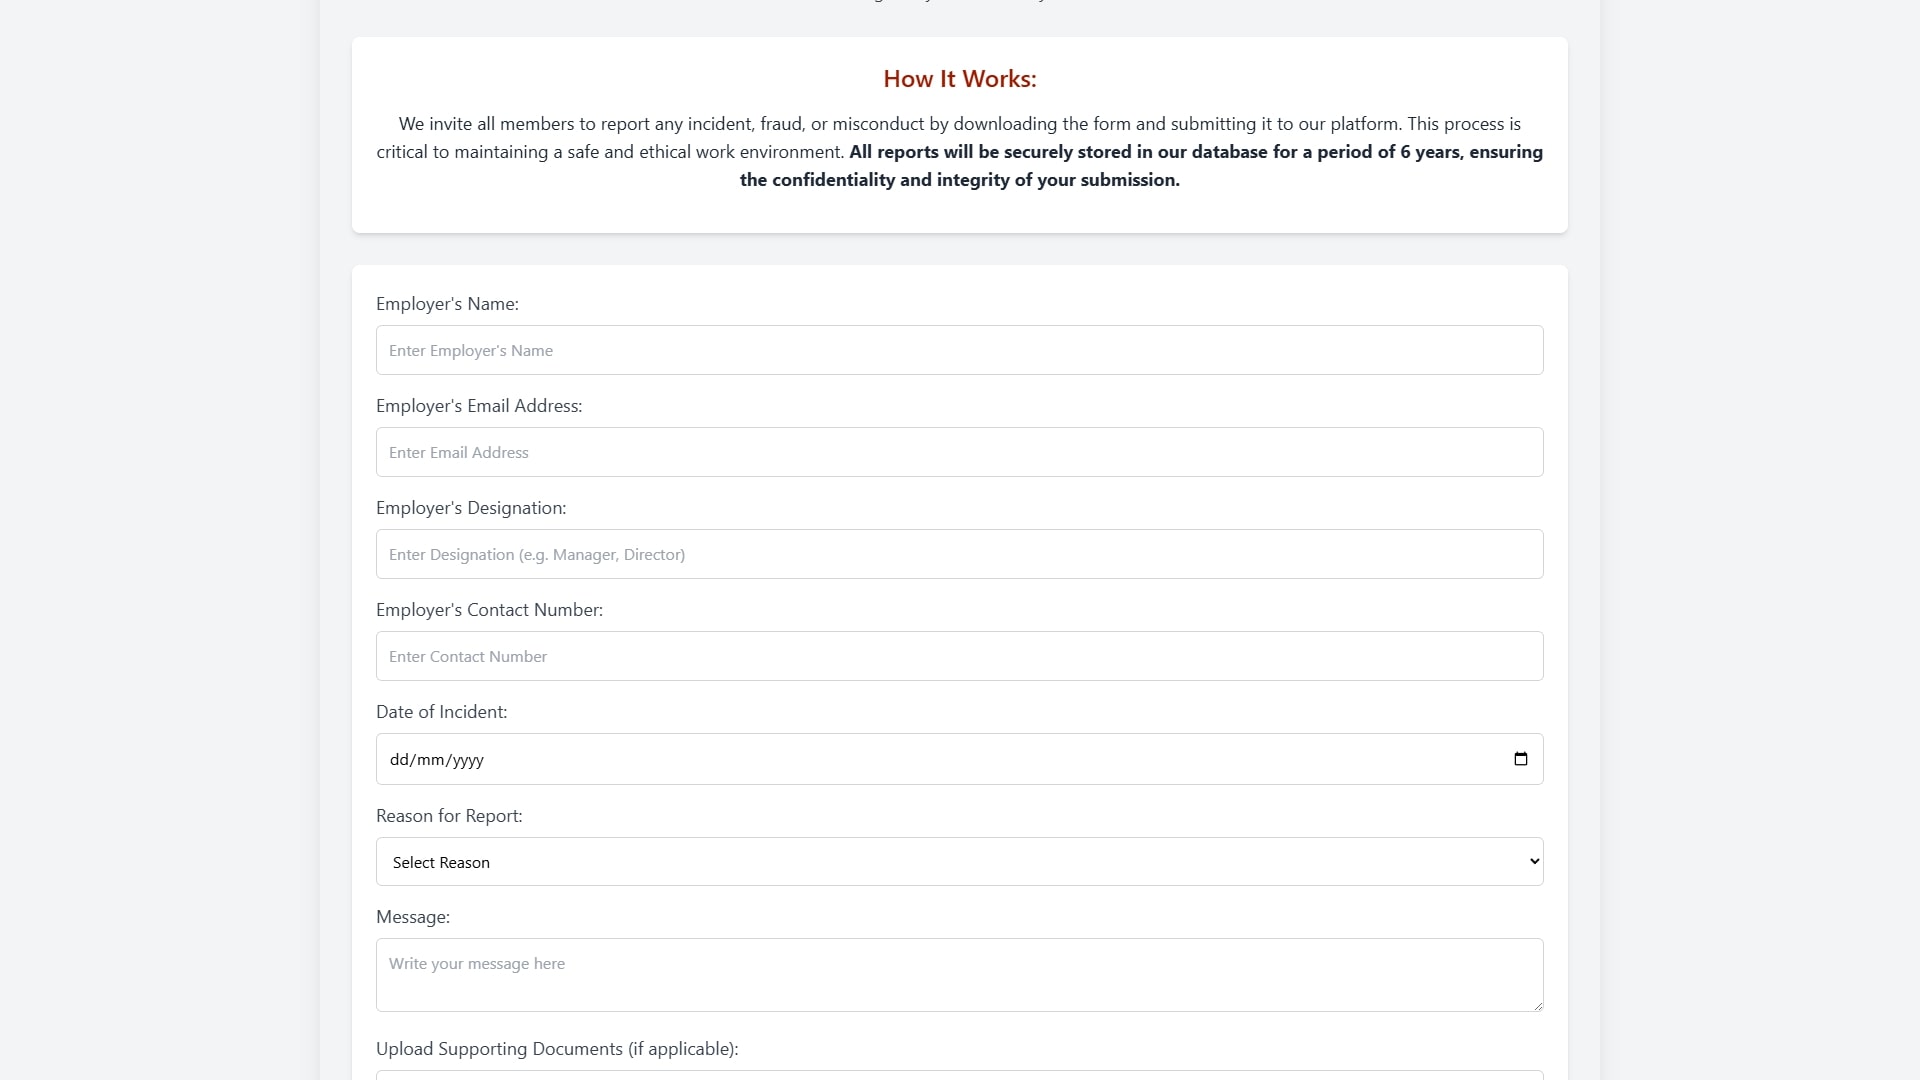 How It Works:
We invite all members to report any incident, fraud, or misconduct by downloading the form and submitting it to our platform. This process is
critical to maintaining a safe and ethical work environment. All reports will be securely stored in our database for a period of 6 years, ensuring
the confidentiality and integrity of your submission.
Employer's Name:
Enter Employer's Name
Employer's Email Address:
Enter Email Address
Employer's Designation:
Enter Designation (e.g. Manager, Director)
Employer's Contact Number:
Enter Contact Number
Date of Incident:
dd/mm/yyyy
Reason for Report:
Select Reason
Message:
Write your message here
Upload Supporting Documents (if applicable):